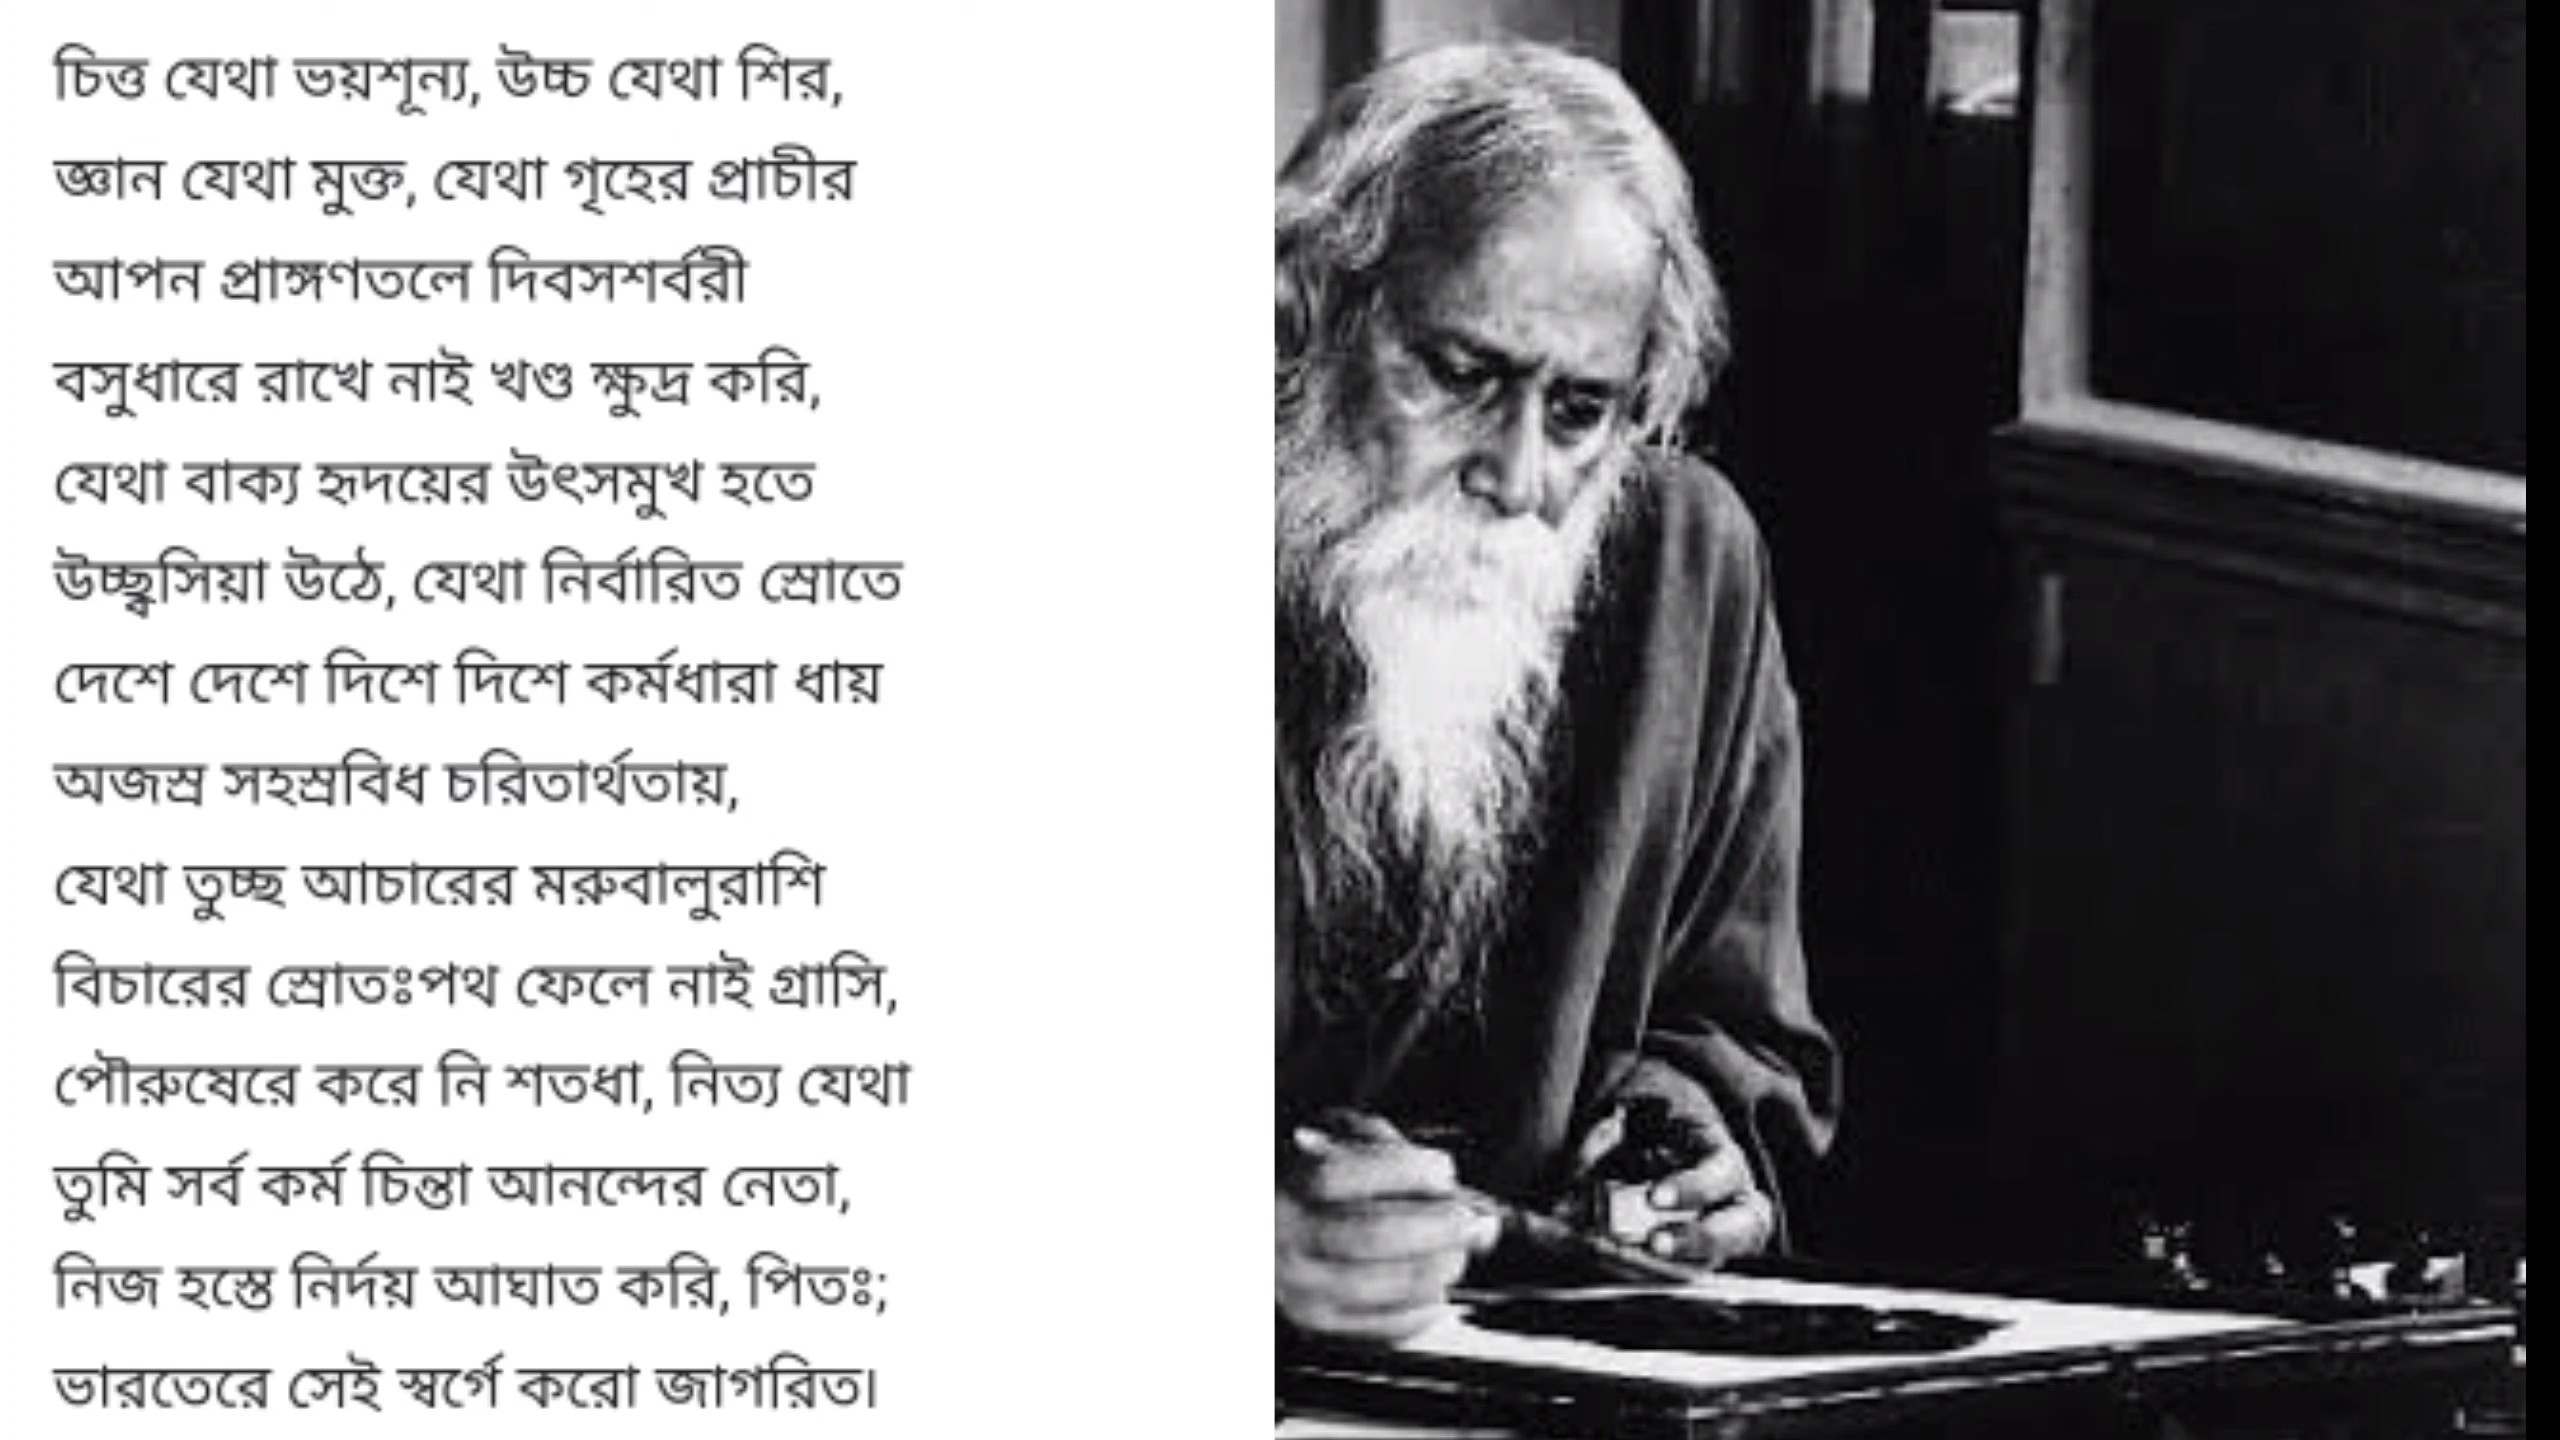 চিত্ত যেথা ভয়শূন্য, উচ্চ যেথা শির,
জ্ঞান যেথা মুক্ত, যেথা গৃহের প্রাচীর
আপন প্রাঙ্গণতলে দিবসশর্বরী
বসুধারে রাখে নাই খণ্ড ক্ষুদ্র করি,
যেথা বাক্য হৃদয়ের উৎসমুখ হতে
উচ্ছ্বসিয়া উঠে, যেথা নির্বারিত স্রোতে
দেশে দেশে দিশে দিশে কর্মধারা ধায়
অজস্র সহস্রবিধ চরিতার্থতায়,
যেথা তুচ্ছ আচারের মরুবালুরাশি
বিচারের স্রোতঃপথ ফেলে নাই গ্রাসি,
পৌরুষেরে করে নি শতধা, নিত্য যেথা
তুমি সর্ব কর্ম চিন্তা আনন্দের নেতা,
নিজ হস্তে নির্দয় আঘাত করি, পিতঃ;
ভারতেরে সেই স্বর্গে করো জাগরিত।